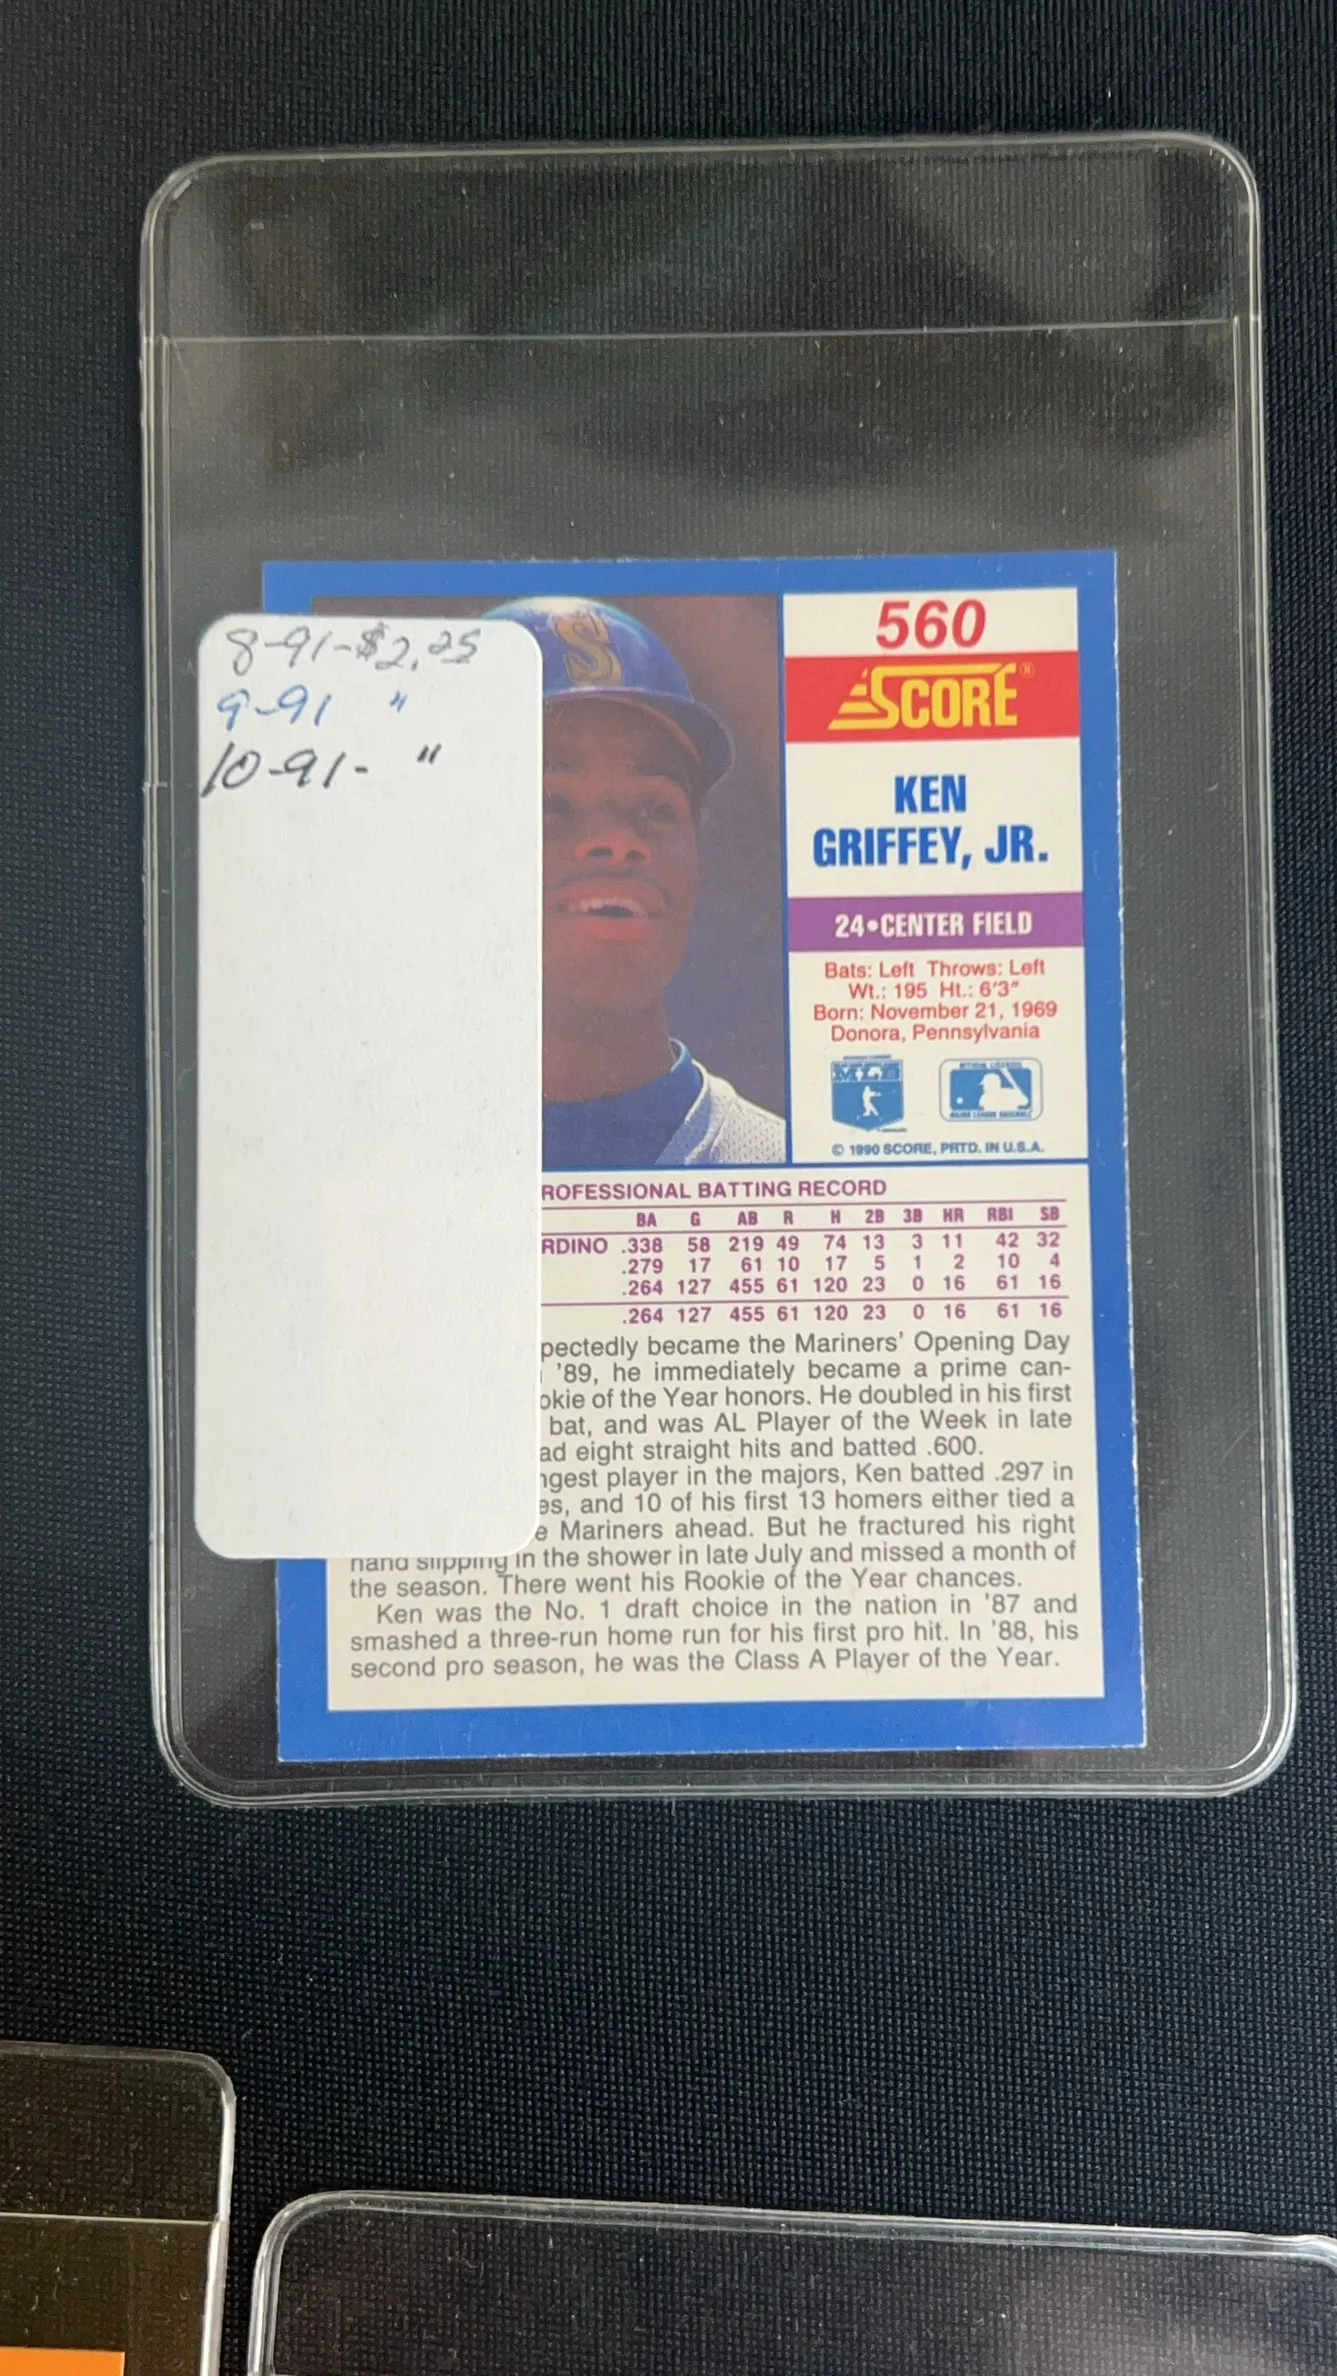 8-91-$2.25
9-91 "
10-91- "
S
560
SCORE®
KEN
GRIFFEY, JR.
24•CENTER FIELD
Bats: Left Throws: Left
Wt.: 195 Ht.: 6'3"
Born: November 21, 1969
Donora, Pennsylvania
© 1990 SCORE, PRTD. IN U.S.A.
ROFESSIONAL BATTING RECORD
BA G AB R H 2B 3B HR RBI SB
RDINO .338 58 219 49 74 13 3 11 42 32
.279 17 61 10 17 5 1 2 10 4
.264 127 455 61 120 23 0 16 61 16
.264 127 455 61 120 23 0 16 61 16
pectedly became the Mariners' Opening Day
'89, he immediately became a prime can-
okie of the Year honors. He doubled in his first
bat, and was AL Player of the Week in late
ad eight straight hits and batted .600.
ngest player in the majors, Ken batted .297 in
es, and 10 of his first 13 homers either tied a
e Mariners ahead. But he fractured his right
hand slipping in the shower in late July and missed a month of
the season. There went his Rookie of the Year chances.
Ken was the No. 1 draft choice in the nation in '87 and
smashed a three-run home run for his first pro hit. In '88, his
second pro season, he was the Class A Player of the Year.